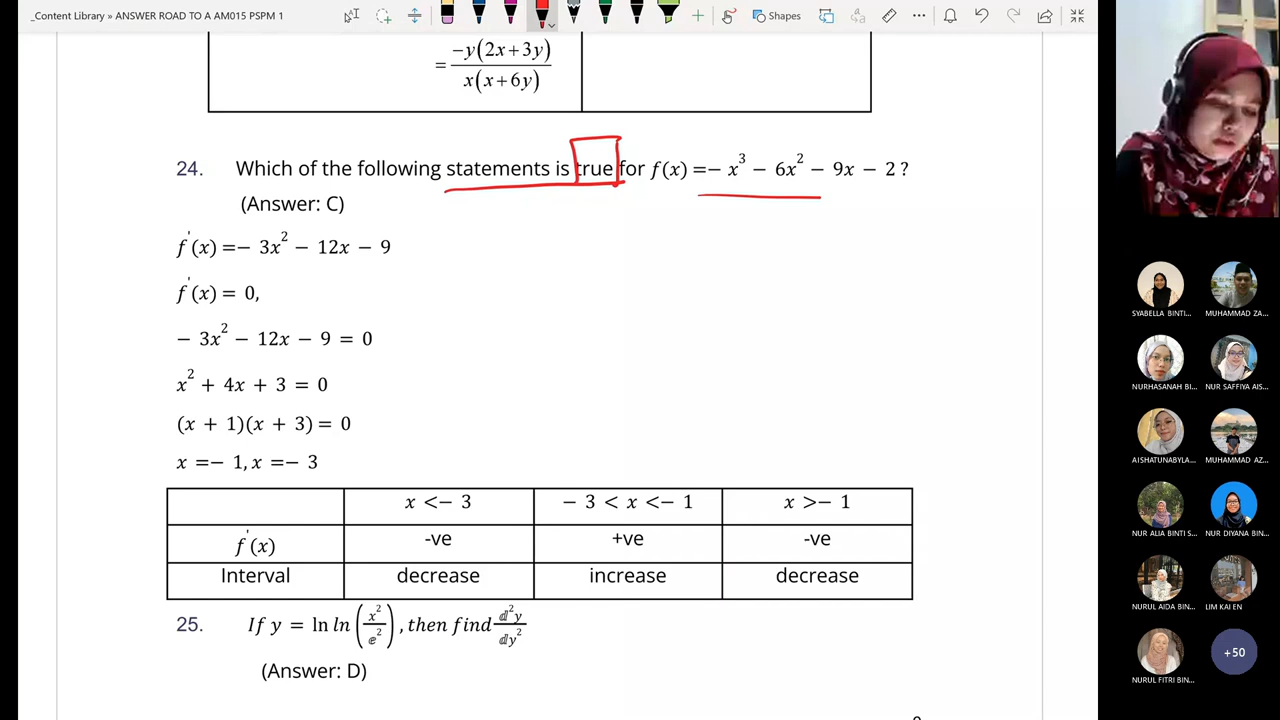 _Content Library » ANSWER ROAD TO A AM015 PSPM 1
Shapes
= −y(2x+3y) / x(x+6y)
24. Which of the following statements is true for f(x) =− x³ − 6x² − 9x − 2 ?
(Answer: C)
f'(x) =− 3x² − 12x − 9
f'(x) = 0,
− 3x² − 12x − 9 = 0
x² + 4x + 3 = 0
(x + 1)(x + 3) = 0
x =− 1, x =− 3
x <− 3 − 3 < x <− 1 x >− 1
f'(x) -ve +ve -ve
Interval decrease increase decrease
25. If y = ln ln (x²/e²), then find d²y/dy²
(Answer: D)
SYABELLA BINTI... MUHAMMAD ZA...
NURHASANAH BI... NUR SAFFIYA AIS...
AISHATUNABYLA... MUHAMMAD AZ...
NUR ALIA BINTI S... NUR DIYANA BIN...
NURUL AIDA BIN... LIM KAI EN
NURUL FITRI BIN... +50